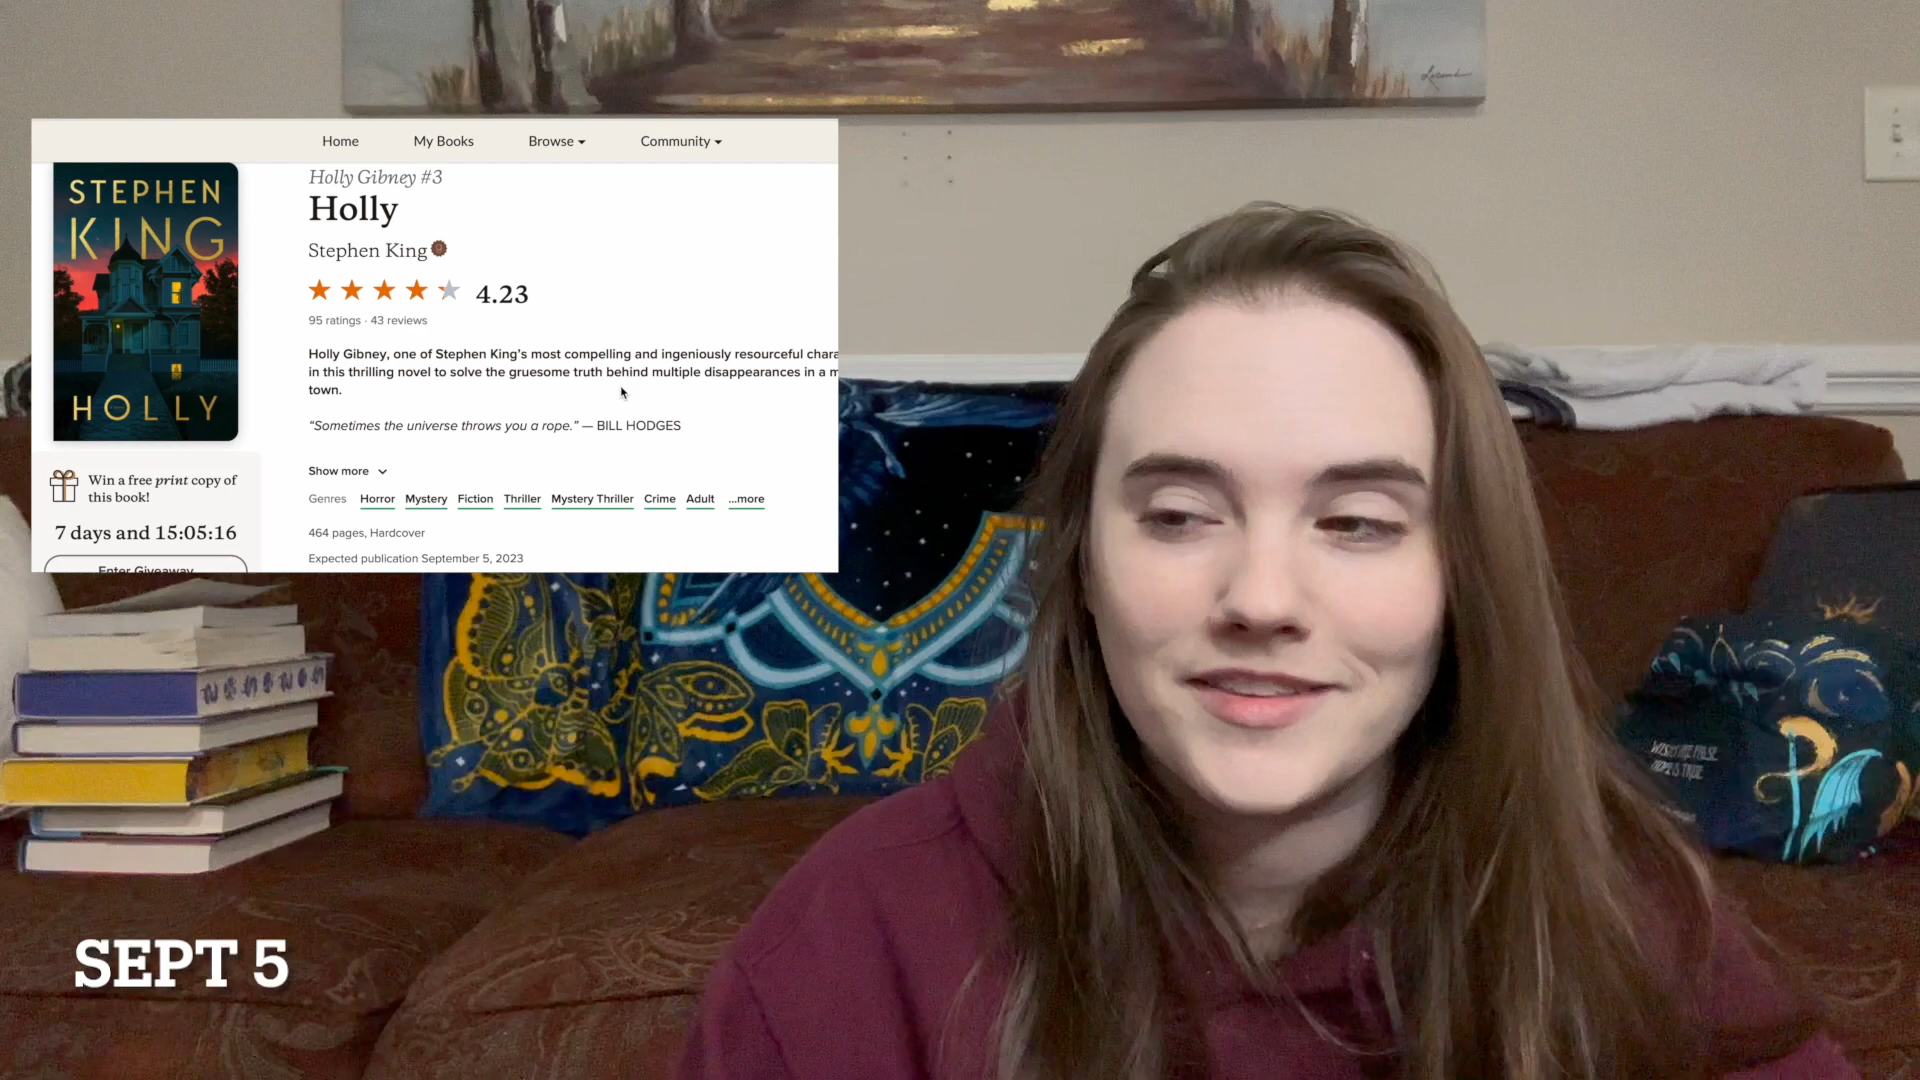 Home My Books Browse Community
STEPHEN
KING
HOLLY
Holly Gibney #3
Holly
Stephen King
4.23
95 ratings · 43 reviews
Holly Gibney, one of Stephen King's most compelling and ingeniously resourceful chara
in this thrilling novel to solve the gruesome truth behind multiple disappearances in a m
town.
“Sometimes the universe throws you a rope.” — BILL HODGES
Show more
Genres Horror Mystery Fiction Thriller Mystery Thriller Crime Adult ...more
464 pages, Hardcover
Expected publication September 5, 2023
Win a free print copy of
this book!
7 days and 15:05:16
Enter Giveaway
SEPT 5